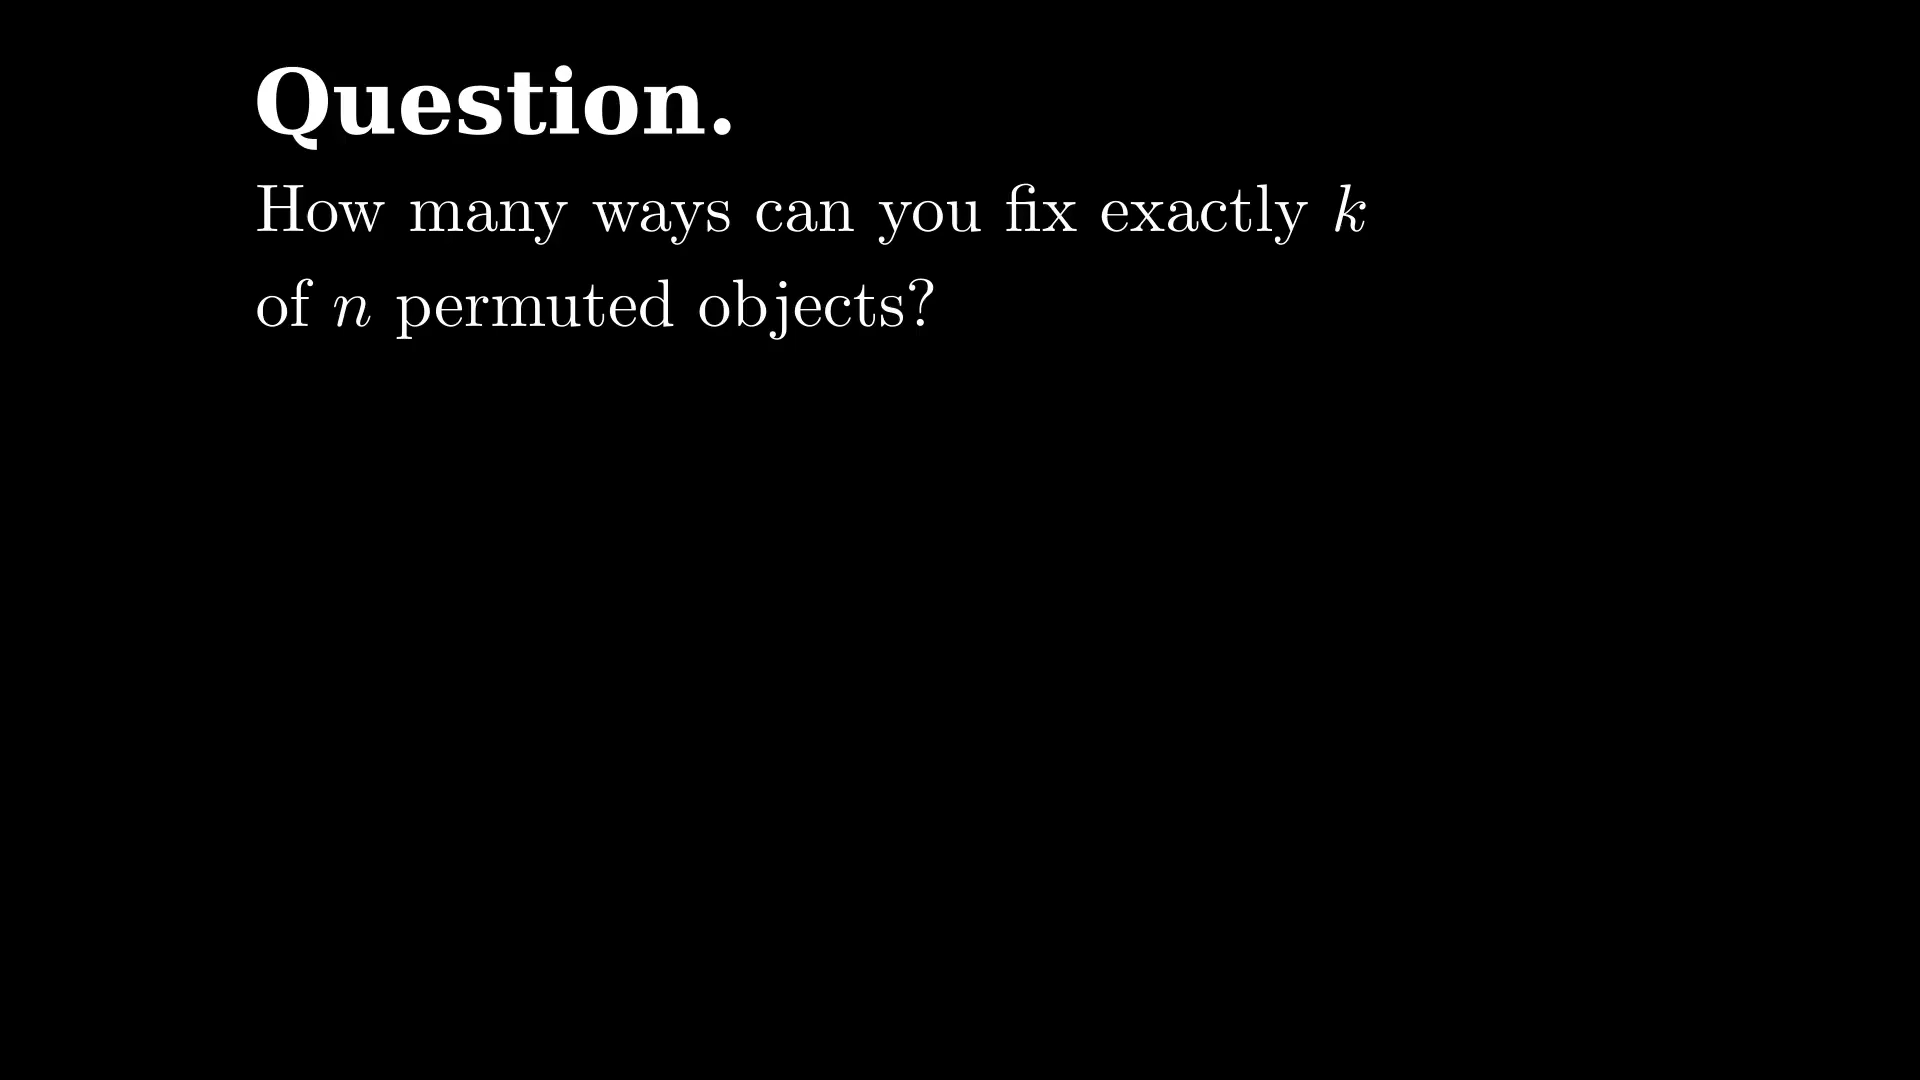 Question.
How many ways can you fix exactly k
of n permuted objects?